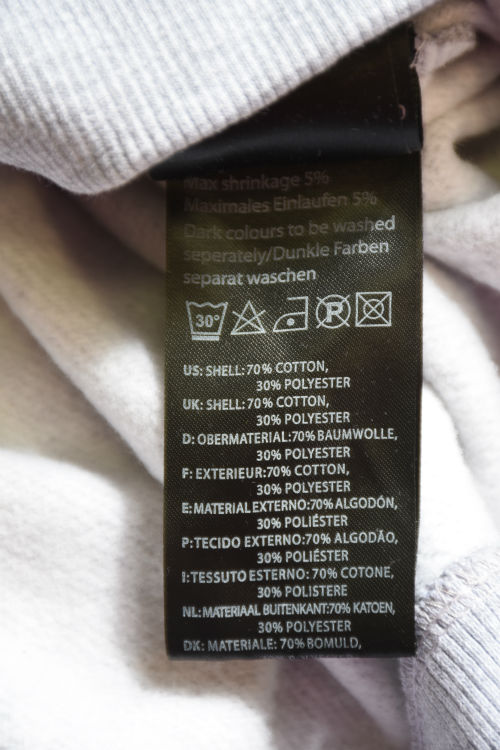 Max shrinkage 5%
Maximales Einlaufen 5%
Dark colours to be washed
seperately/Dunkle Farben
separat waschen
30° P
US: SHELL: 70% COTTON,
30% POLYESTER
UK: SHELL: 70% COTTON,
30% POLYESTER
D: OBERMATERIAL:70% BAUMWOLLE,
30% POLYESTER
F: EXTERIEUR:70% COTTON,
30% POLYESTER
E: MATERIAL EXTERNO:70% ALGODÓN,
30% POLIÉSTER
P: TECIDO EXTERNO: 70% ALGODÃO,
30% POLIÉSTER
I: TESSUTO ESTERNO: 70% COTONE,
30% POLISTERE
NL: MATERIAAL BUITENKANT:70% KATOEN,
30% POLYESTER
DK: MATERIALE: 70% BOMULD,